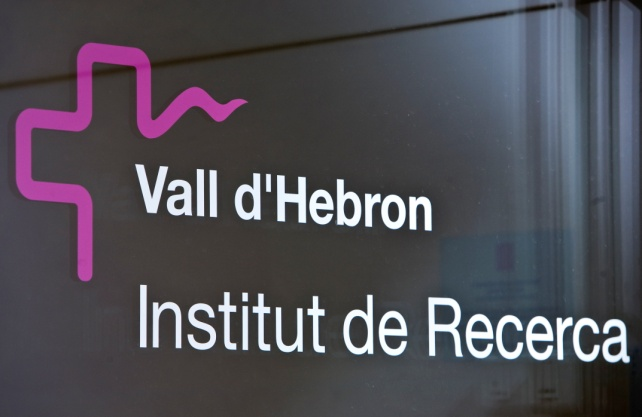 Vall d'Hebron
Institut de Recerca